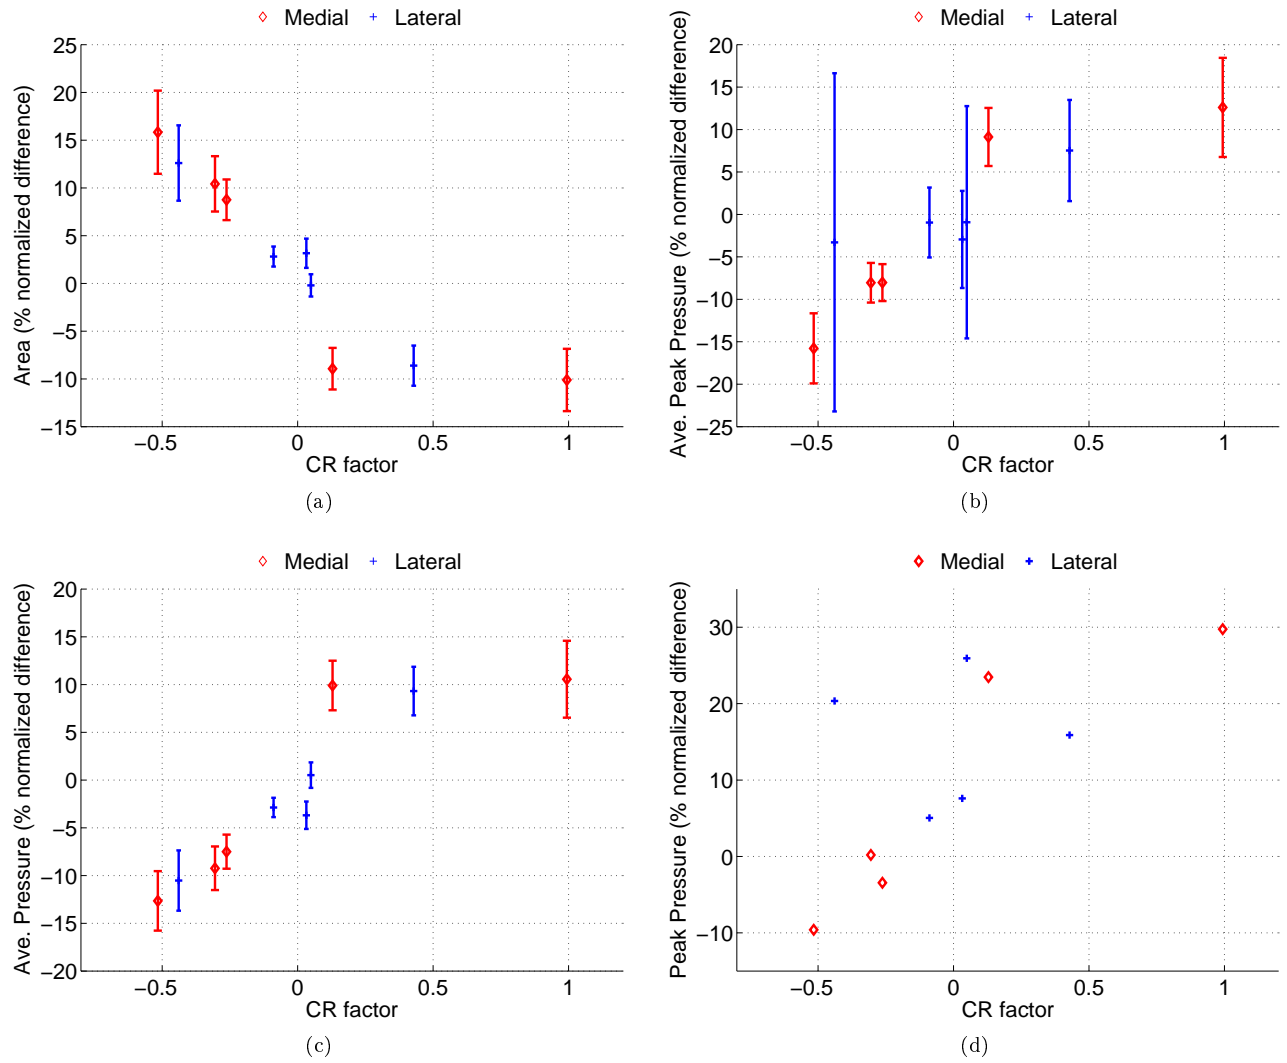 Medial Lateral
Area (% normalized difference)
25
20
15
10
5
0
−5
−10
−15
−0.5 0 0.5 1
CR factor
(a)
Medial Lateral
Ave. Peak Pressure (% normalized difference)
20
15
10
5
0
−5
−10
−15
−20
−25
−0.5 0 0.5 1
CR factor
(b)
Medial Lateral
Ave. Pressure (% normalized difference)
20
15
10
5
0
−5
−10
−15
−20
−0.5 0 0.5 1
CR factor
(c)
Medial Lateral
Peak Pressure (% normalized difference)
30
20
10
0
−10
−0.5 0 0.5 1
CR factor
(d)